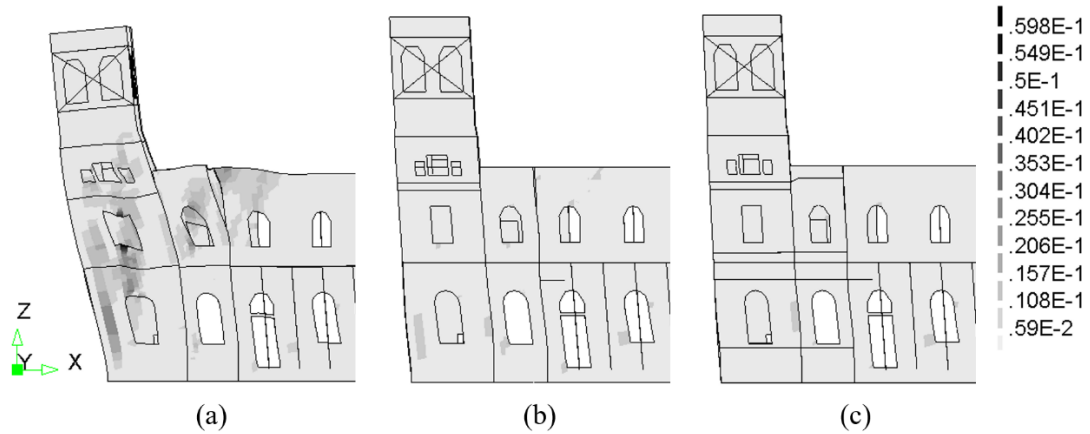 .598E-1
.549E-1
.5E-1
.451E-1
.402E-1
.353E-1
.304E-1
.255E-1
.206E-1
.157E-1
.108E-1
.59E-2
Z
Y X
(a) (b) (c)